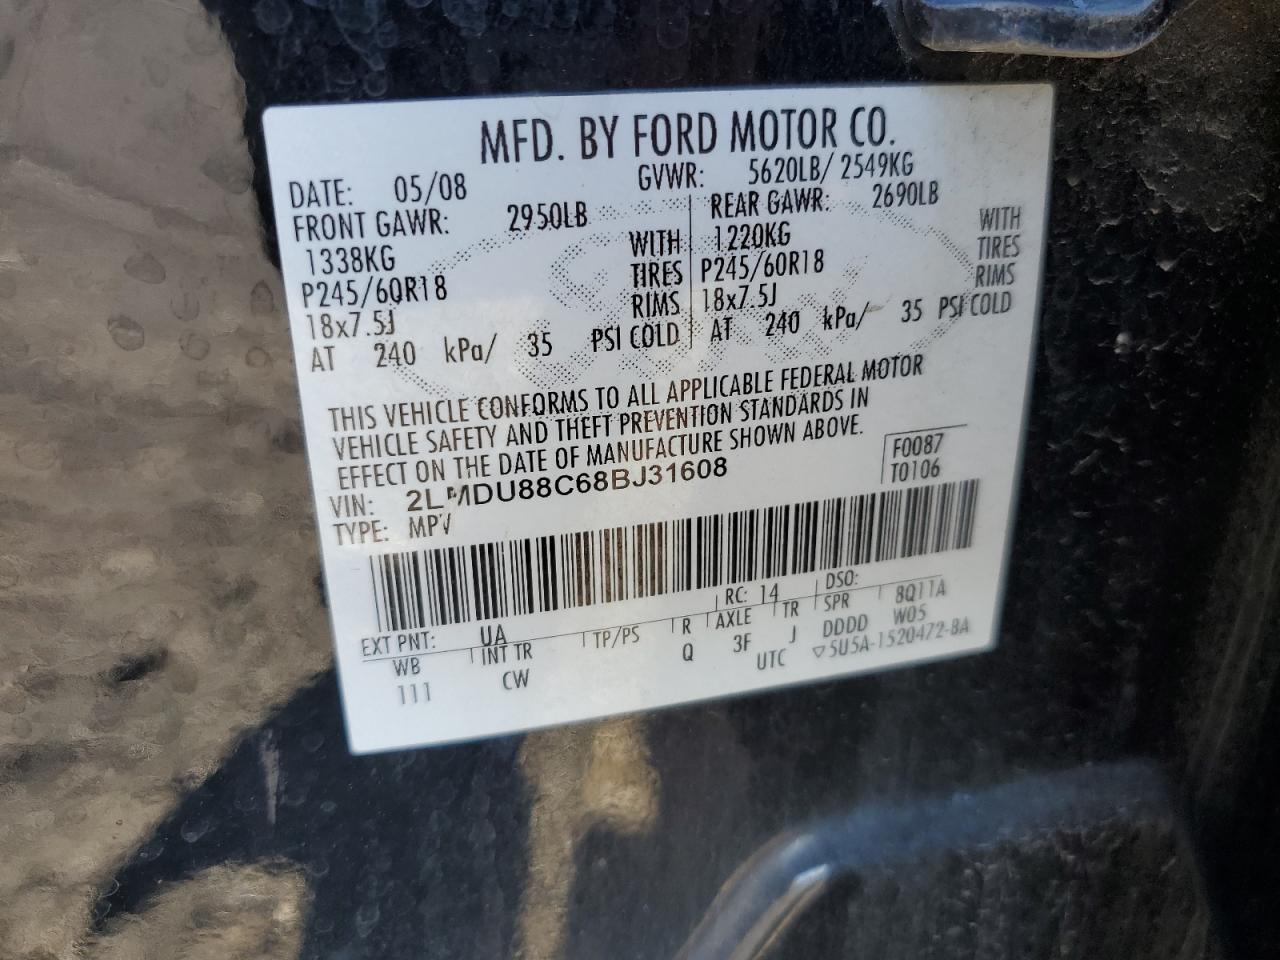 MFD. BY FORD MOTOR CO.
DATE: 05/08 GVWR: 5620LB/ 2549KG
FRONT GAWR: 2950LB REAR GAWR: 2690LB
1338KG WITH 1220KG WITH
P245/60R18 TIRES P245/60R18 TIRES
18x7.5J RIMS 18x7.5J RIMS
AT 240 kPa/ 35 PSI COLD AT 240 kPa/ 35 PSI COLD
THIS VEHICLE CONFORMS TO ALL APPLICABLE FEDERAL MOTOR
VEHICLE SAFETY AND THEFT PREVENTION STANDARDS IN
EFFECT ON THE DATE OF MANUFACTURE SHOWN ABOVE.
VIN: 2LMDU88C68BJ31608 F0087
TYPE: MPV T0106
EXT PNT: UA RC: 14 DSO:
WB INT TR TP/PS R AXLE TR SPR 8Q11A
111 CW Q 3F J DDDD W05
UTC ▽5U5A-1520472-BA